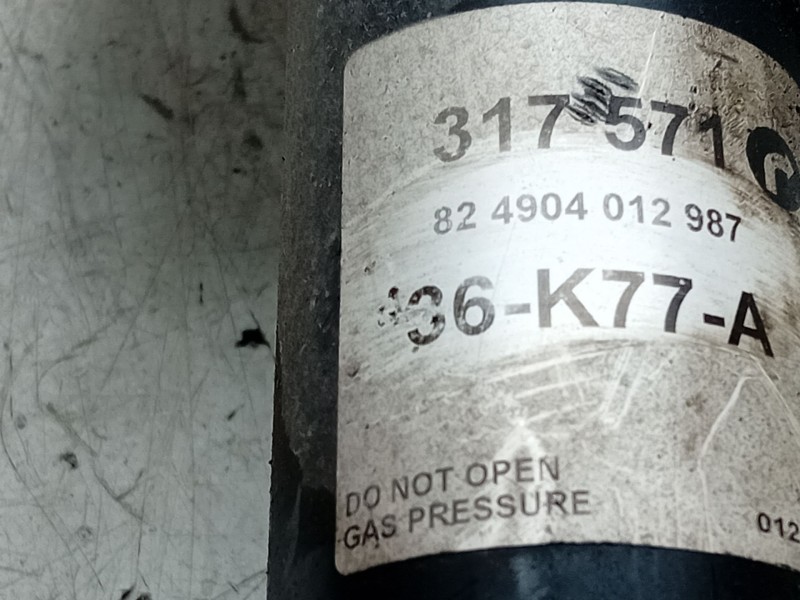 317 571
82 4904 012 987
36-K77-A
DO NOT OPEN
GAS PRESSURE
012